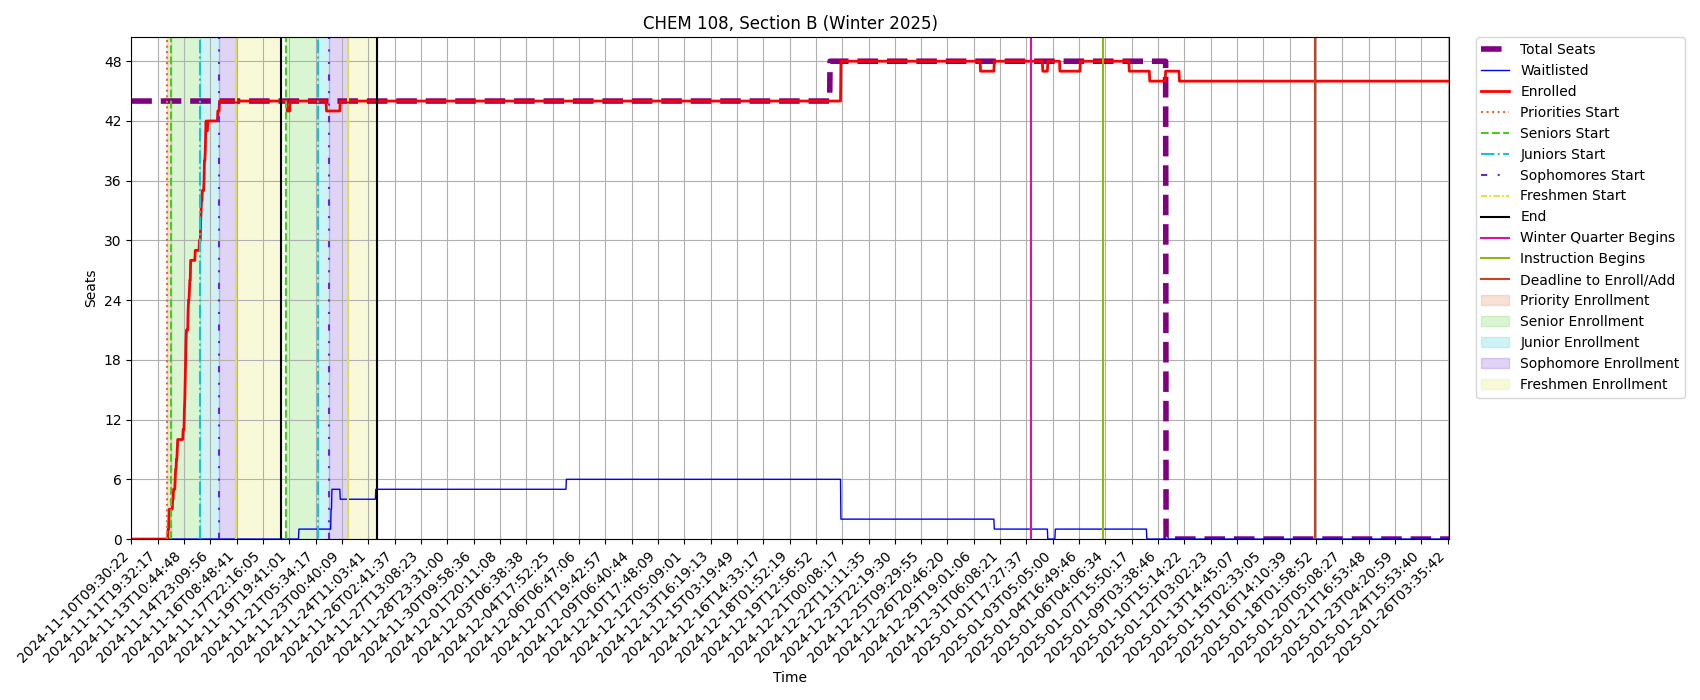 CHEM 108, Section B (Winter 2025)
Seats
48
42
36
30
24
18
12
6
0
2024-11-10T09:30:22
2024-11-11T19:32:17
2024-11-13T10:44:48
2024-11-14T23:09:56
2024-11-16T08:48:41
2024-11-17T22:16:05
2024-11-19T19:41:01
2024-11-21T05:34:17
2024-11-23T00:40:09
2024-11-24T11:03:41
2024-11-26T02:41:37
2024-11-27T13:08:23
2024-11-28T23:31:00
2024-11-30T09:58:36
2024-12-01T20:11:08
2024-12-03T06:38:38
2024-12-04T17:52:25
2024-12-06T06:47:06
2024-12-07T19:42:57
2024-12-09T06:40:44
2024-12-10T17:48:09
2024-12-12T05:09:01
2024-12-13T16:19:13
2024-12-15T03:19:49
2024-12-16T14:33:17
2024-12-18T01:52:19
2024-12-19T12:56:52
2024-12-21T00:08:17
2024-12-22T11:11:35
2024-12-23T22:19:30
2024-12-25T09:29:55
2024-12-26T20:46:20
2024-12-29T19:01:06
2024-12-31T06:08:21
2025-01-01T17:27:37
2025-01-03T05:05:00
2025-01-04T16:49:46
2025-01-06T04:06:34
2025-01-07T15:50:17
2025-01-09T03:38:46
2025-01-10T15:14:22
2025-01-12T03:02:23
2025-01-13T14:45:07
2025-01-15T02:33:05
2025-01-16T14:10:39
2025-01-18T01:58:52
2025-01-20T05:08:27
2025-01-21T16:53:48
2025-01-23T04:20:59
2025-01-24T15:53:40
2025-01-26T03:35:42
Time
Total Seats
Waitlisted
Enrolled
Priorities Start
Seniors Start
Juniors Start
Sophomores Start
Freshmen Start
End
Winter Quarter Begins
Instruction Begins
Deadline to Enroll/Add
Priority Enrollment
Senior Enrollment
Junior Enrollment
Sophomore Enrollment
Freshmen Enrollment